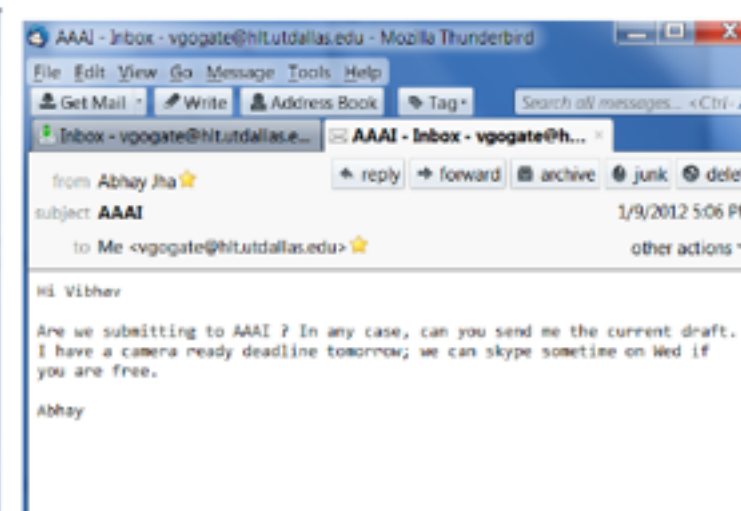 AAAI - Inbox - vgogate@hlt.utdallas.edu - Mozilla Thunderbird
File Edit View Go Message Tools Help
Get Mail Write Address Book Tag Search all messages... <Ctrl-
Inbox - vgogate@hlt.utdallas.e... AAAI - Inbox - vgogate@h...
from Abhay Jha reply forward archive junk delet
subject AAAI 1/9/2012 5:06 PM
to Me <vgogate@hlt.utdallas.edu> other actions
Hi Vibhav
Are we submitting to AAAI ? In any case, can you send me the current draft.
I have a camera ready deadline tomorrow; we can skype sometime on Wed if
you are free.
Abhay